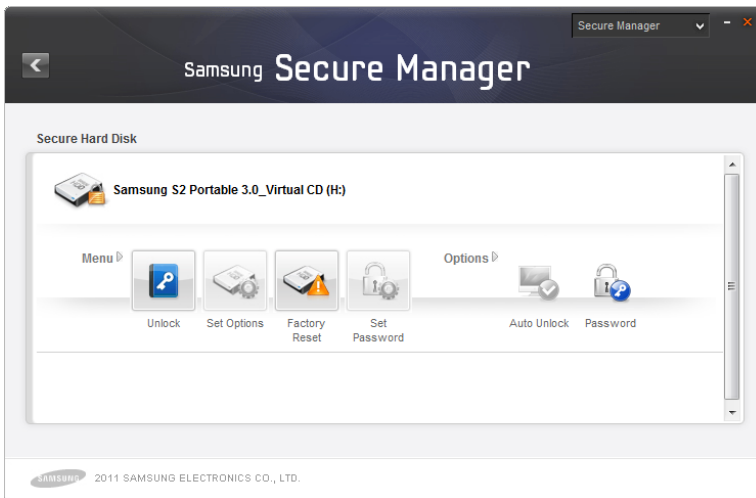 Secure Manager
Samsung Secure Manager
Secure Hard Disk
Samsung S2 Portable 3.0_Virtual CD (H:)
Menu
Options
Unlock
Set Options
Factory
Reset
Set
Password
Auto Unlock
Password
SAMSUNG
2011 SAMSUNG ELECTRONICS CO., LTD.